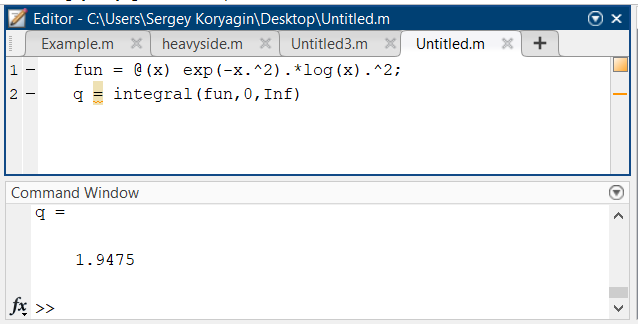 Editor - C:\Users\Sergey Koryagin\Desktop\Untitled.m
Example.m heavyside.m Untitled3.m Untitled.m +
1 - fun = @(x) exp(-x.^2).*log(x).^2;
2 - q = integral(fun,0,Inf)
Command Window
q =
1.9475
fx >>